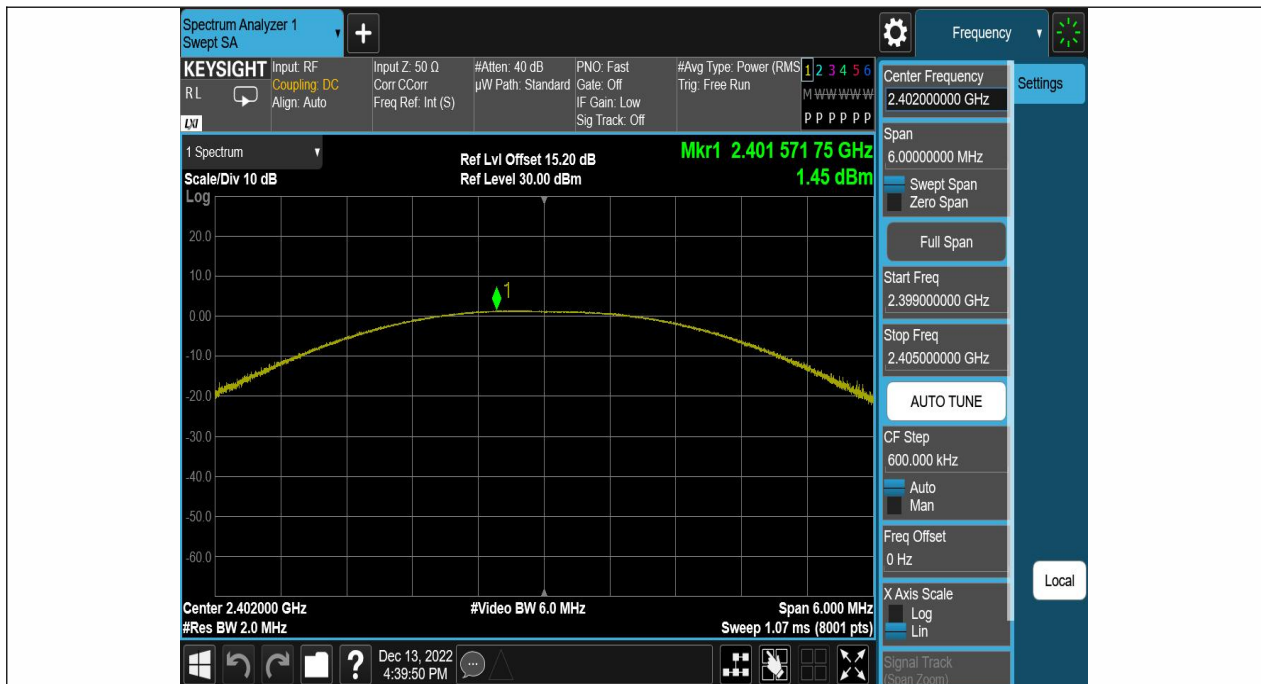 Spectrum Analyzer 1
Swept SA
+
Frequency
KEYSIGHT
R L
LXI
Input: RF
Coupling: DC
Align: Auto
Input Z: 50 Ω
Corr CCorr
Freq Ref: Int (S)
#Atten: 40 dB
µW Path: Standard
PNO: Fast
Gate: Off
IF Gain: Low
Sig Track: Off
#Avg Type: Power (RMS
Trig: Free Run
1 2 3 4 5 6
M W W W W W
P P P P P P
1 Spectrum
Scale/Div 10 dB
Ref Lvl Offset 15.20 dB
Ref Level 30.00 dBm
Mkr1 2.401 571 75 GHz
1.45 dBm
Log
20.0
10.0
0.00
-10.0
-20.0
-30.0
-40.0
-50.0
-60.0
1
Center 2.402000 GHz
#Res BW 2.0 MHz
#Video BW 6.0 MHz
Span 6.000 MHz
Sweep 1.07 ms (8001 pts)
Center Frequency
2.402000000 GHz
Span
6.00000000 MHz
Swept Span
Zero Span
Full Span
Start Freq
2.399000000 GHz
Stop Freq
2.405000000 GHz
AUTO TUNE
CF Step
600.000 kHz
Auto
Man
Freq Offset
0 Hz
X Axis Scale
Log
Lin
Signal Track
(Span Zoom)
Settings
Local
?
Dec 13, 2022
4:39:50 PM